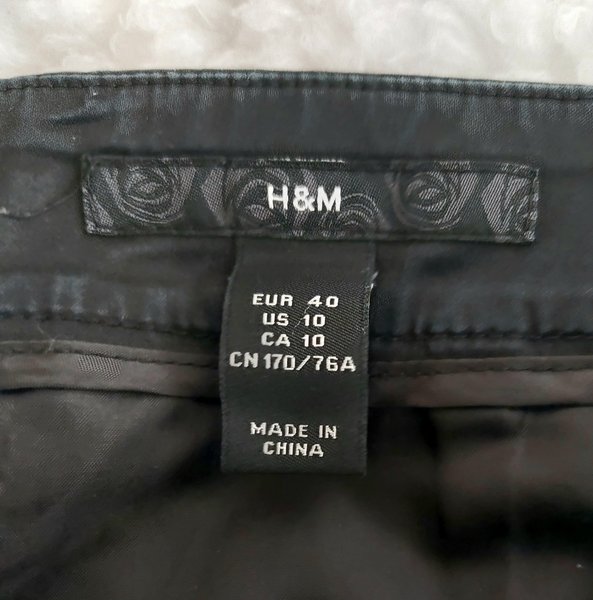 H&M
EUR 40
US 10
CA 10
CN 170/76A
MADE IN
CHINA